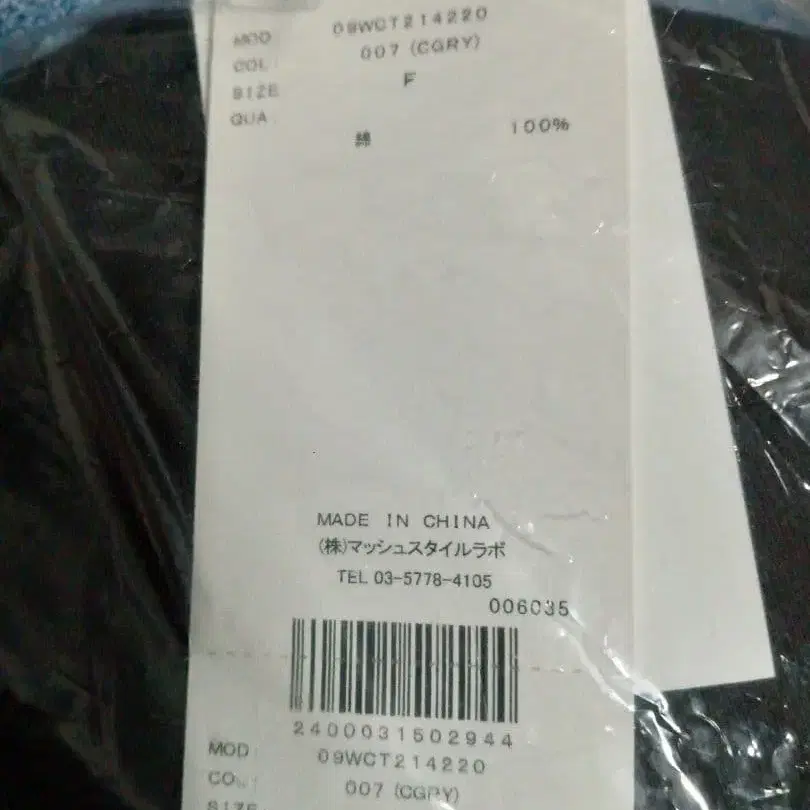 MOD 09WCT214220
COL: 007 (CGRY)
SIZE F
QUA.
綿 100%
MADE IN CHINA
(株)マッシュスタイルラボ
TEL 03-5778-4105
006035
2400031502944
MOD: 09WCT214220
007 (CGRY)
SIZE